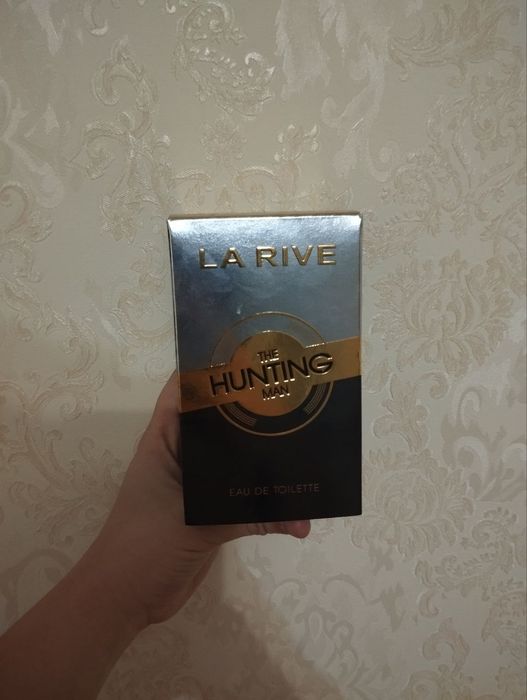 LA RIVE
THE
HUNTING
MAN
EAU DE TOILETTE